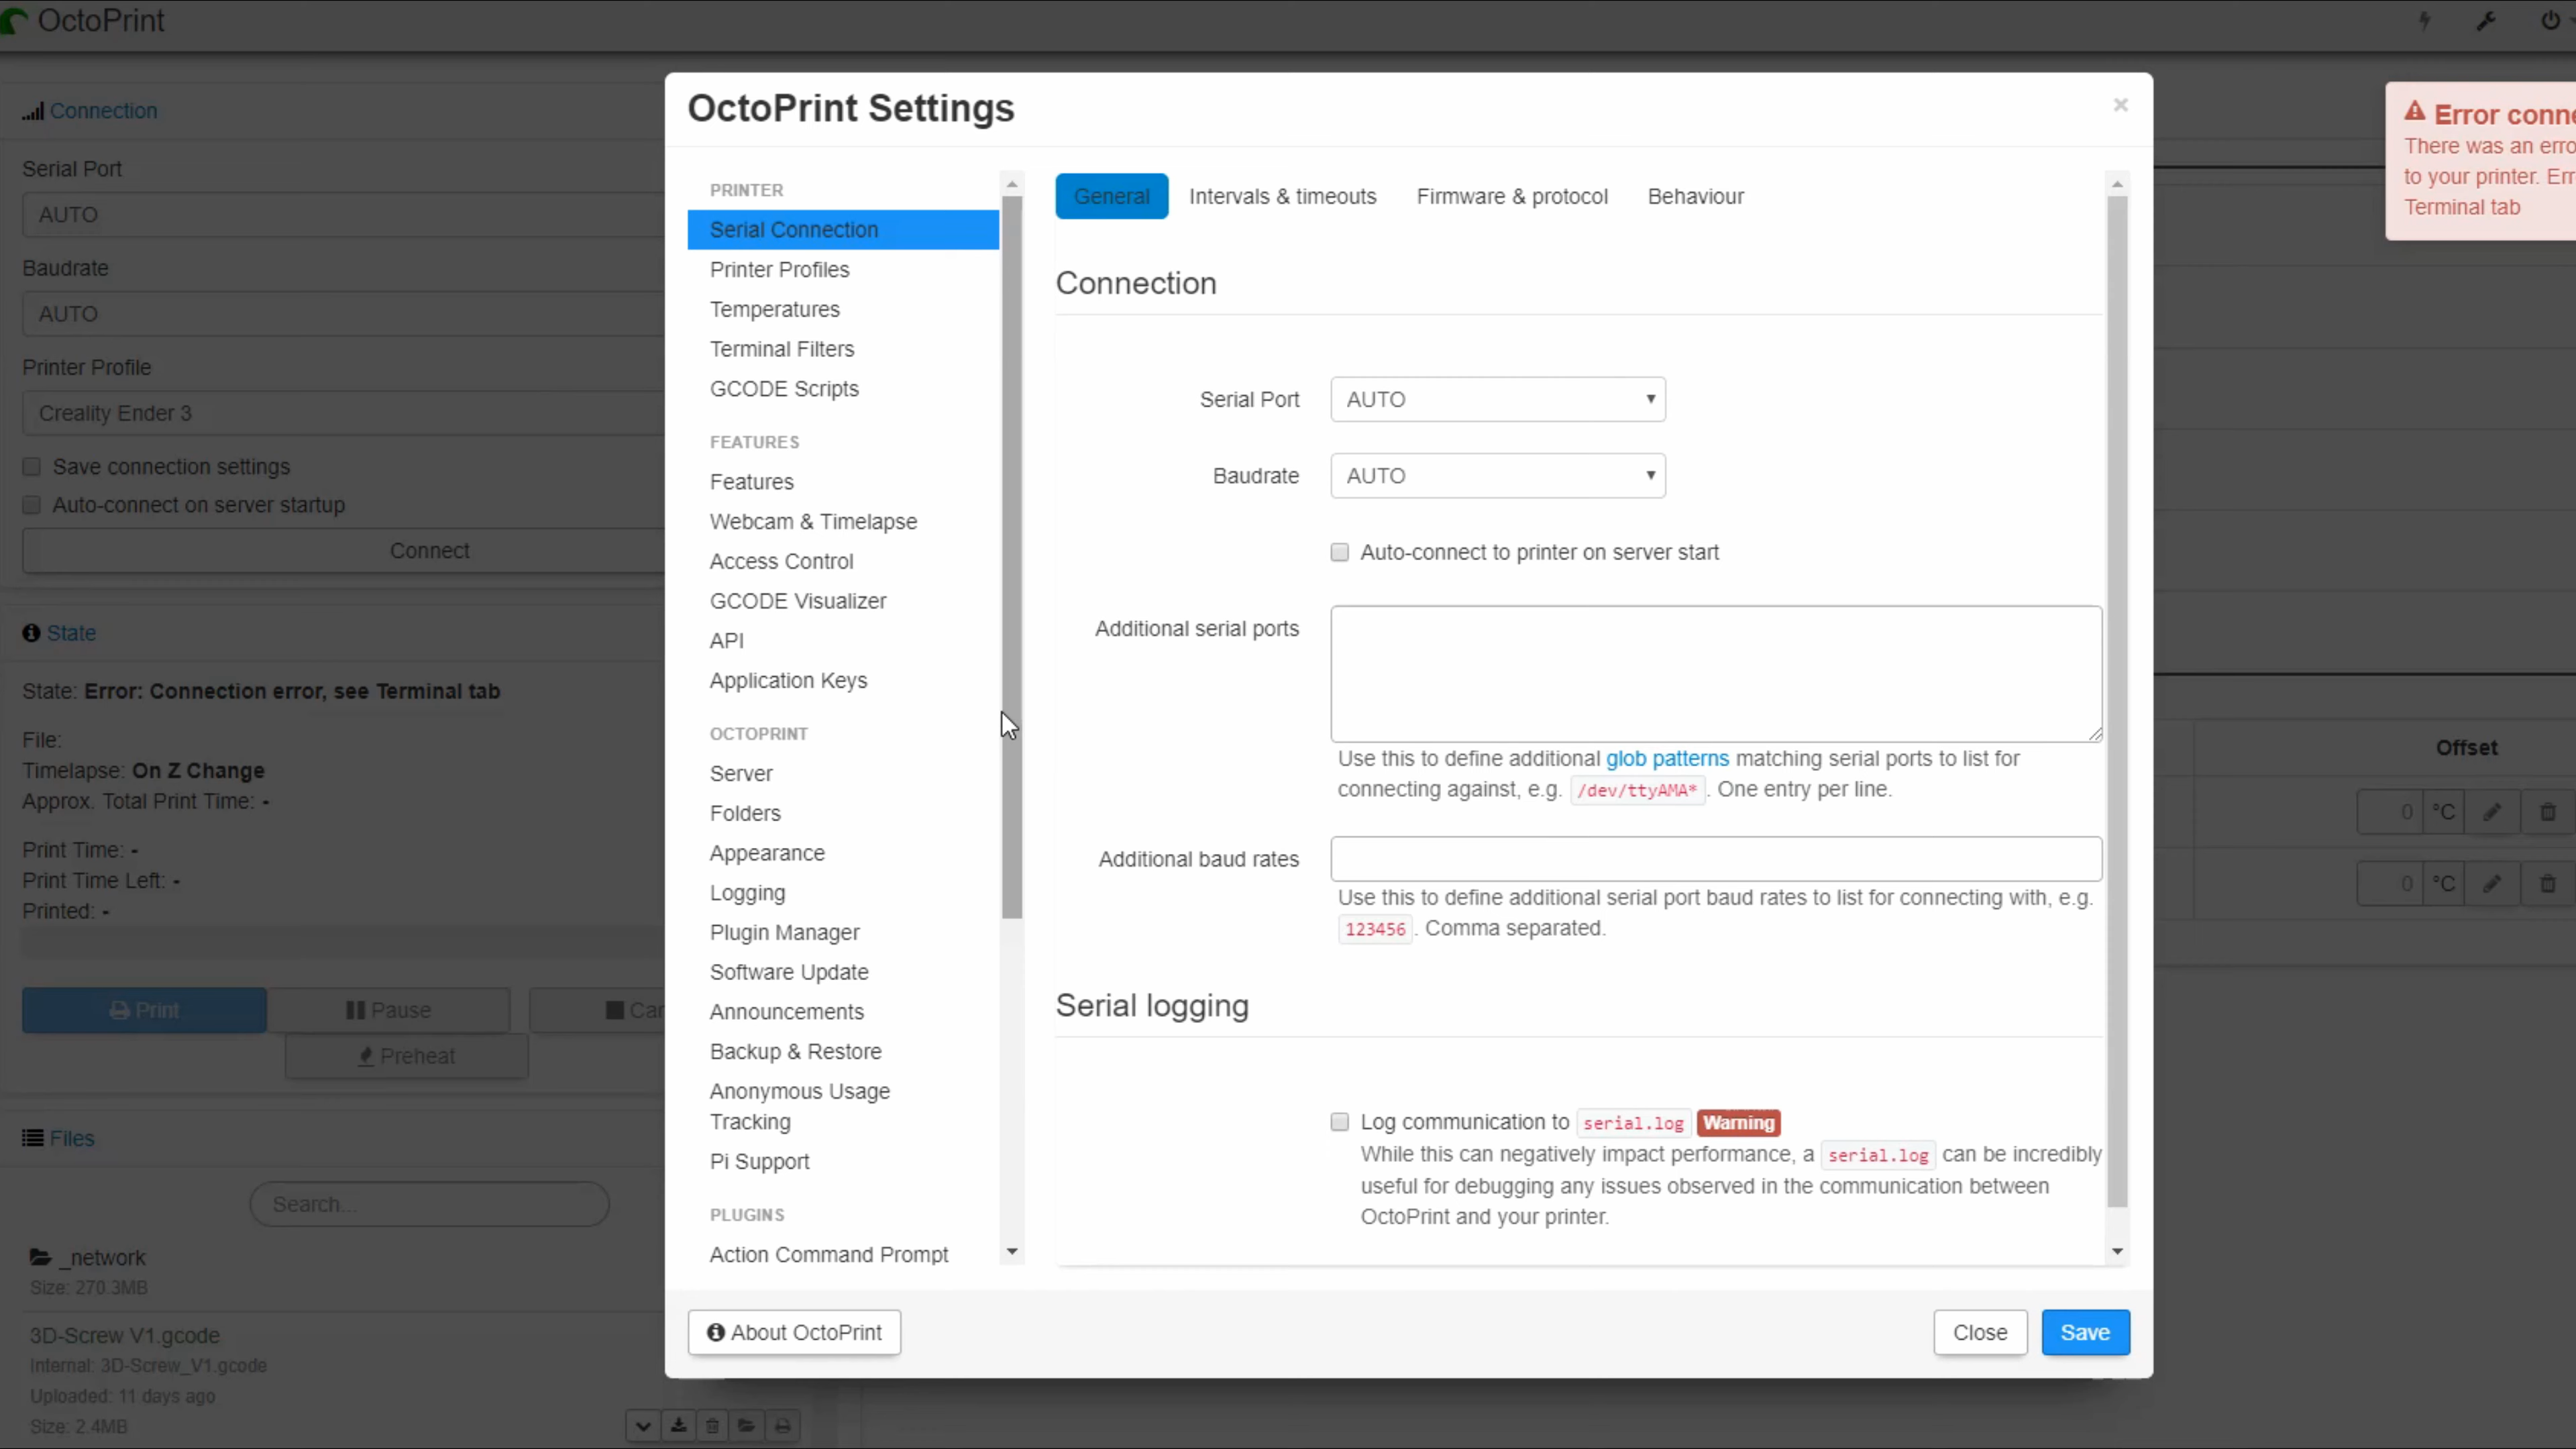 OctoPrint
Connection
Serial Port
AUTO
Baudrate
AUTO
Printer Profile
Creality Ender 3
Save connection settings
Auto-connect on server startup
Connect
State
State: Error: Connection error, see Terminal tab
File:
Timelapse: On Z Change
Approx. Total Print Time: -
Print Time: -
Print Time Left: -
Printed: -
Print
Pause
Preheat
Files
Search...
_network
Size: 270.3MB
3D-Screw V1.gcode
Internal: 3D-Screw_V1.gcode
Uploaded: 11 days ago
Size: 2.4MB
OctoPrint Settings
×
PRINTER
Serial Connection
Printer Profiles
Temperatures
Terminal Filters
GCODE Scripts
FEATURES
Features
Webcam & Timelapse
Access Control
GCODE Visualizer
API
Application Keys
OCTOPRINT
Server
Folders
Appearance
Logging
Plugin Manager
Software Update
Announcements
Backup & Restore
Anonymous Usage
Tracking
Pi Support
PLUGINS
Action Command Prompt
General Intervals & timeouts Firmware & protocol Behaviour
Connection
Serial Port AUTO
Baudrate AUTO
Auto-connect to printer on server start
Additional serial ports
Use this to define additional glob patterns matching serial ports to list for
connecting against, e.g. /dev/ttyAMA* . One entry per line.
Additional baud rates
Use this to define additional serial port baud rates to list for connecting with, e.g.
123456 . Comma separated.
Serial logging
Log communication to serial.log Warning
While this can negatively impact performance, a serial.log can be incredibly
useful for debugging any issues observed in the communication between
OctoPrint and your printer.
About OctoPrint
Close
Save
Error
There was an
to your printer.
Terminal tab
Offset
0 °C
0 °C